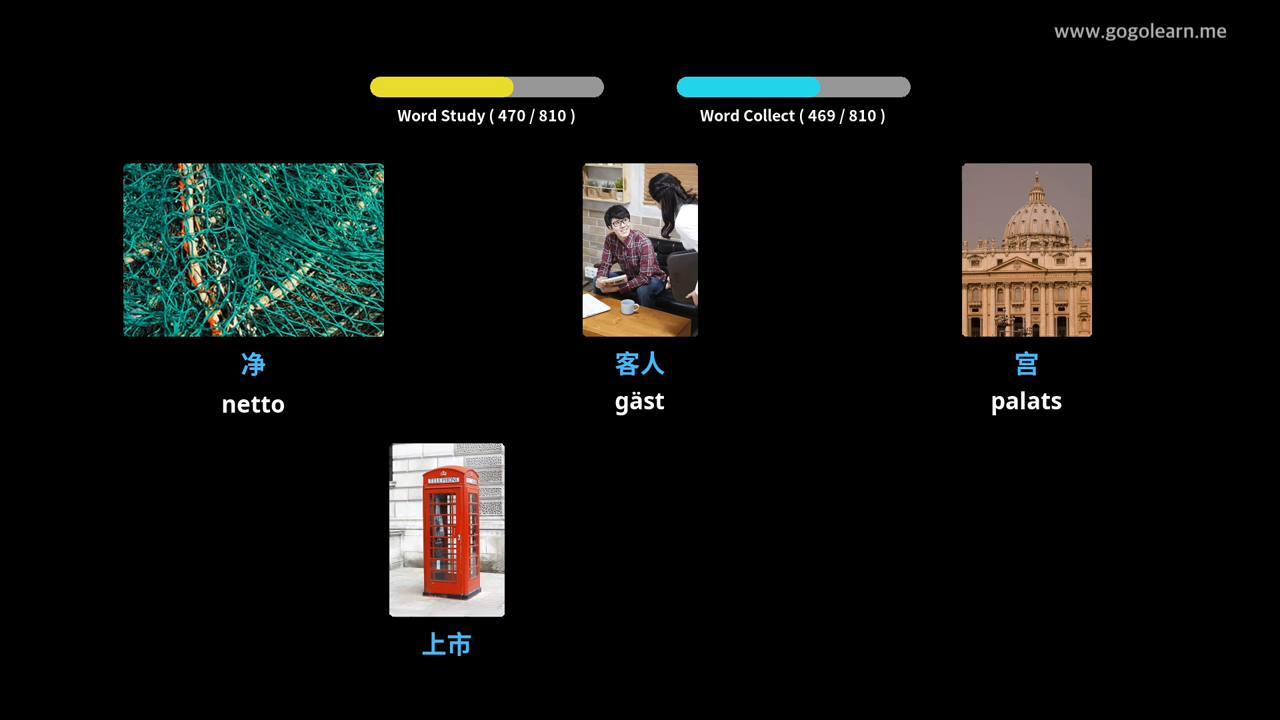 www.gogolearn.me
Word Study ( 470 / 810 )
Word Collect ( 469 / 810 )
净
netto
客人
gäst
宫
palats
TELEPHONE
上市